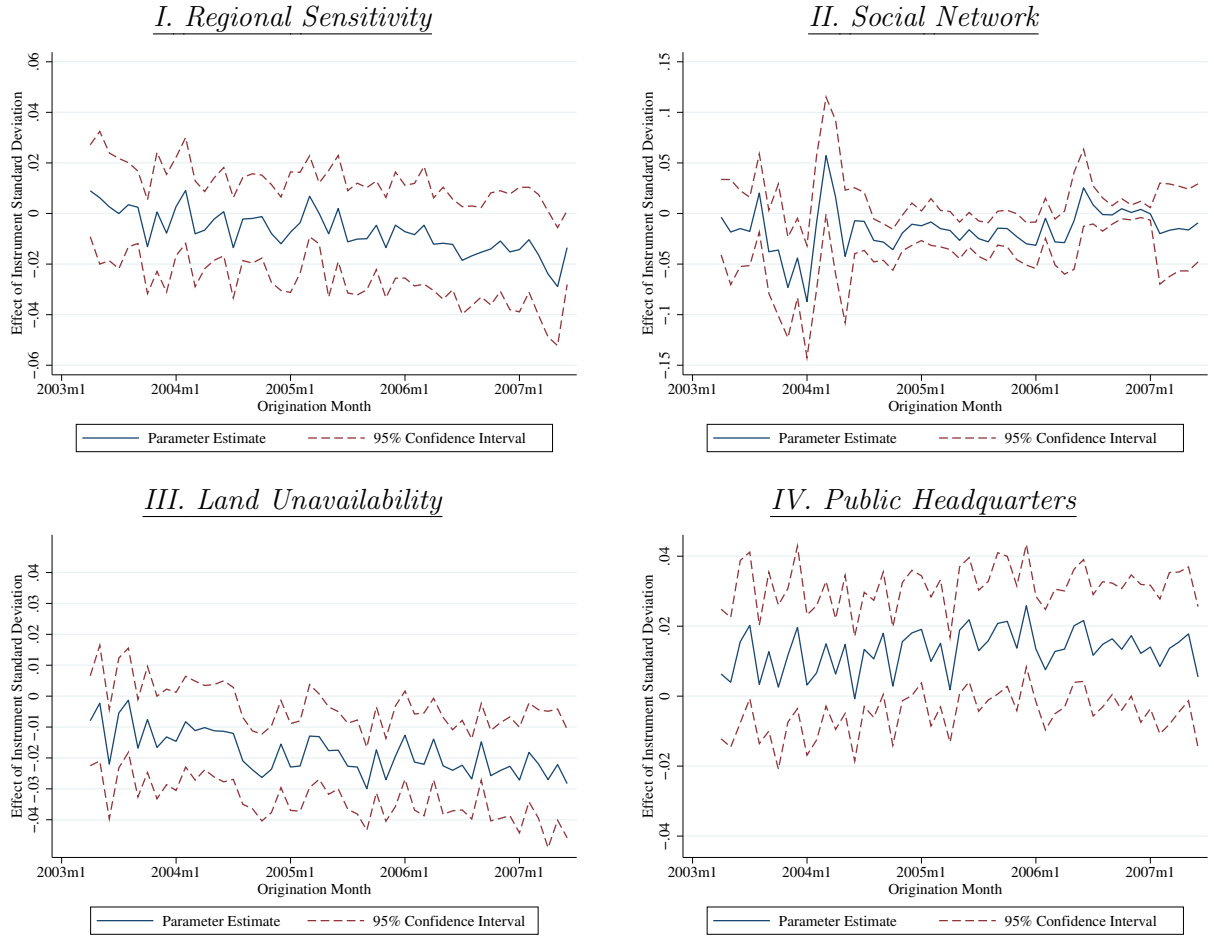 I. Regional Sensitivity
Effect of Instrument Standard Deviation
.06
.04
.02
0
−.02
−.04
−.06
2003m1 2004m1 2005m1 2006m1 2007m1
Origination Month
Parameter Estimate 95% Confidence Interval
II. Social Network
Effect of Instrument Standard Deviation
.15
.1
.05
0
−.05
−.1
−.15
2003m1 2004m1 2005m1 2006m1 2007m1
Origination Month
Parameter Estimate 95% Confidence Interval
III. Land Unavailability
Effect of Instrument Standard Deviation
.04
.03
.02
.01
0
−.01
−.02
−.03
−.04
2003m1 2004m1 2005m1 2006m1 2007m1
Origination Month
Parameter Estimate 95% Confidence Interval
IV. Public Headquarters
Effect of Instrument Standard Deviation
.04
.02
0
−.02
−.04
2003m1 2004m1 2005m1 2006m1 2007m1
Origination Month
Parameter Estimate 95% Confidence Interval